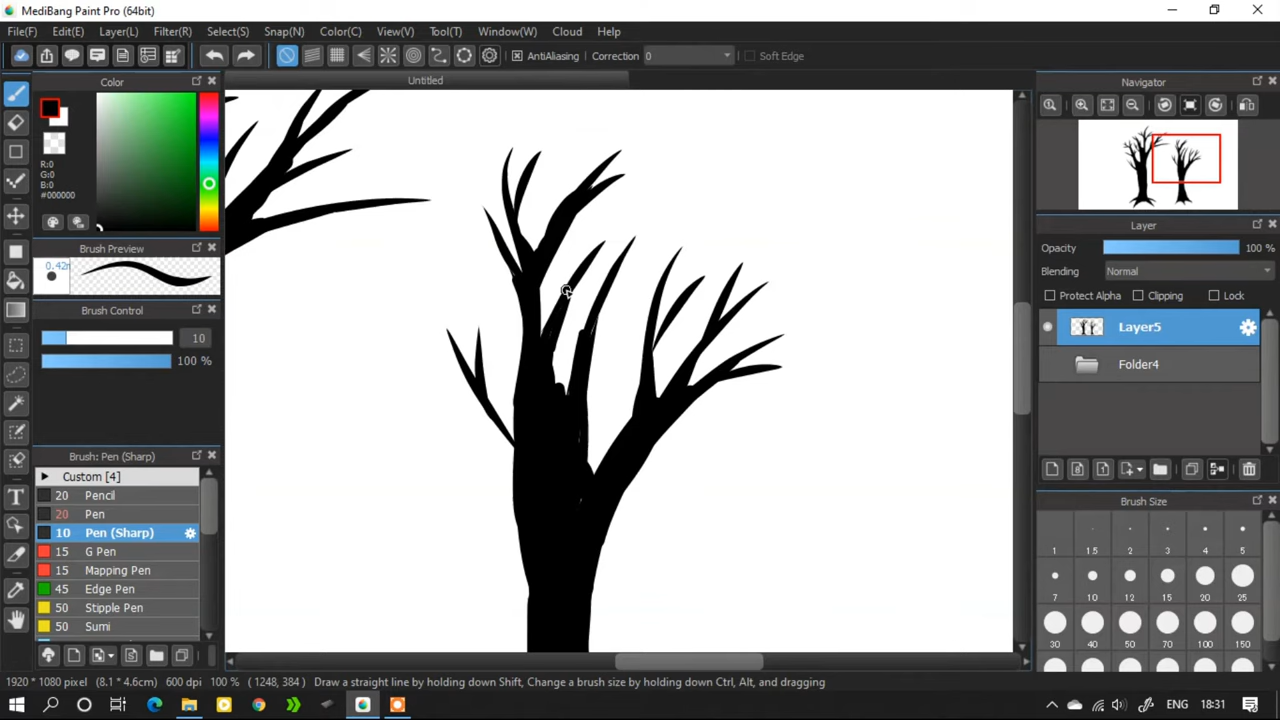 MediBang Paint Pro (64bit)
File(F) Edit(E) Layer(L) Filter(R) Select(S) Snap(N) Color(C) View(V) Tool(T) Window(W) Cloud Help
AntiAliasing Correction 0 Soft Edge
Color
Untitled
Navigator
R:0
G:0
B:0
#000000
Layer
Opacity 100 %
Brush Preview
Blending Normal
Protect Alpha Clipping Lock
Brush Control
Layer5
10
100 %
Folder4
Brush: Pen (Sharp)
Custom [4]
20 Pencil
20 Pen
10 Pen (Sharp)
15 G Pen
15 Mapping Pen
45 Edge Pen
50 Stipple Pen
50 Sumi
Brush Size
1 1.5 2 3 4 5
7 10 12 15 20 25
30 40 50 70 100 150
1920 * 1080 pixel (8.1 * 4.6cm) 600 dpi 100 % ( 1248, 384 ) Draw a straight line by holding down Shift, Change a brush size by holding down Ctrl, Alt, and dragging
ENG 18:31